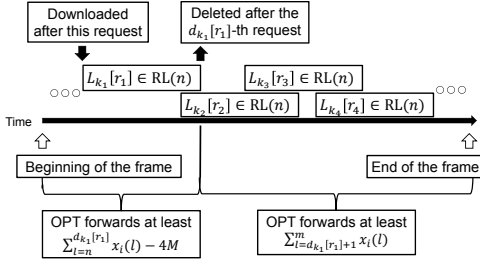 Downloaded
after this request
Deleted after the
d_{k_1}[r_1]-th request
L_{k_1}[r_1] ∈ RL(n)
L_{k_3}[r_3] ∈ RL(n)
○○○
L_{k_2}[r_2] ∈ RL(n)
L_{k_4}[r_4] ∈ RL(n)
○○○
Time
Beginning of the frame
End of the frame
OPT forwards at least
∑_{l=n}^{d_{k_1}[r_1]} x_i(l) − 4M
OPT forwards at least
∑_{l=d_{k_1}[r_1]+1}^{m} x_i(l)